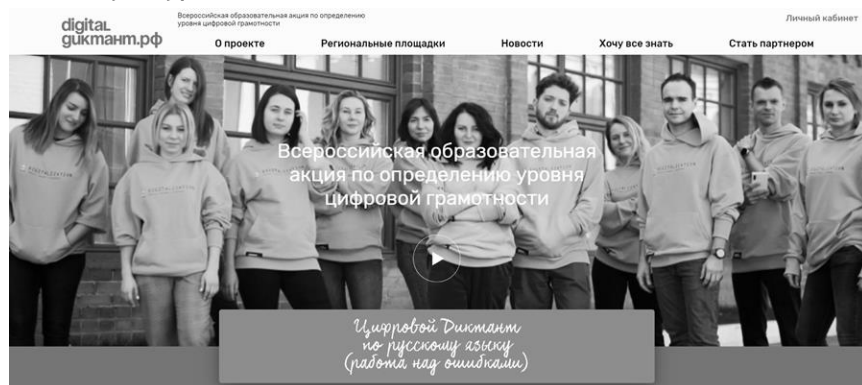 digitaL
диктант.рф
Всероссийская образовательная акция по определению
уровня цифровой грамотности
Личный кабинет
О проекте
Региональные площадки
Новости
Хочу все знать
Стать партнером
Всероссийская образовательная
акция по определению уровня
цифровой грамотности
Цифровой Диктант
по русскому языку
(работа над ошибками)